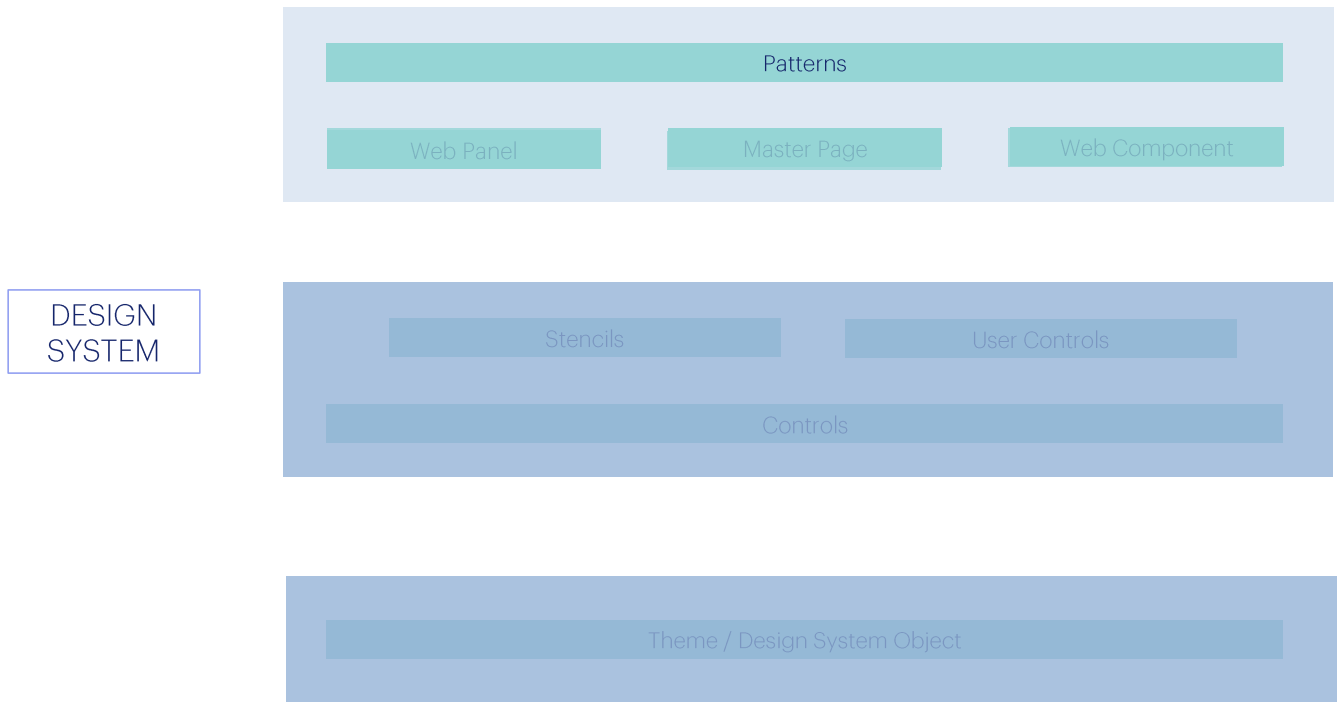 Patterns
Web Panel
Master Page
Web Component
DESIGN
SYSTEM
Stencils
User Controls
Controls
Theme / Design System Object